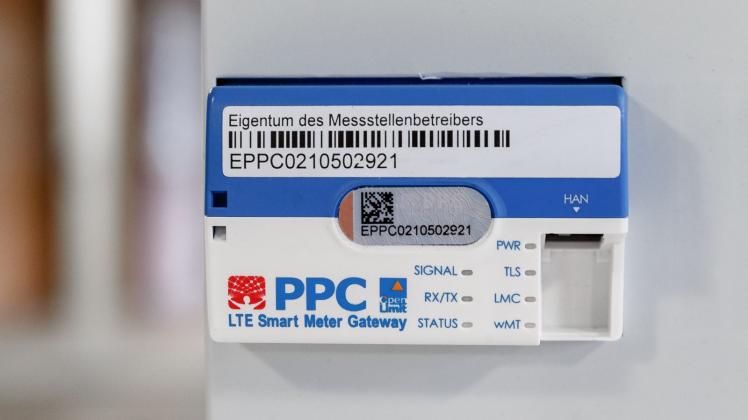 Eigentum des Messstellenbetreibers
EPPC0210502921
HAN
EPPC0210502921
PWR
SIGNAL TLS
RX/TX LMC
STATUS wMT
PPC
Open
Limit
LTE Smart Meter Gateway